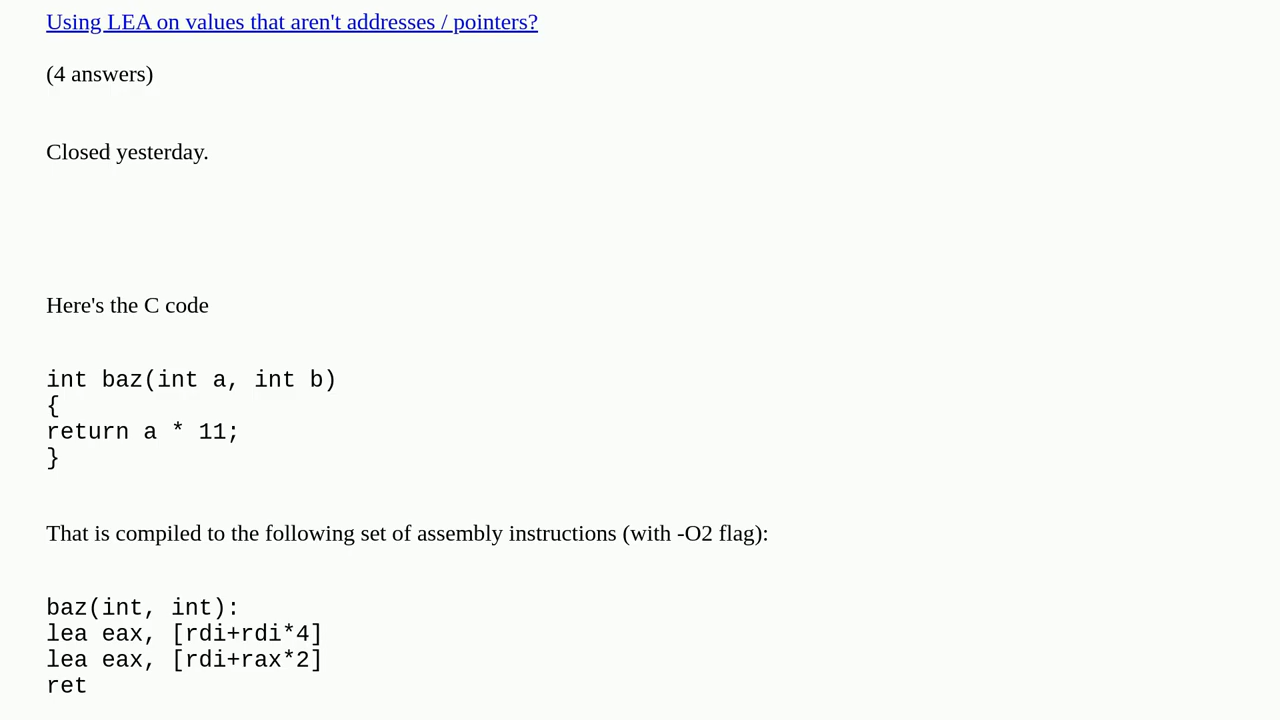 Using LEA on values that aren't addresses / pointers?
(4 answers)
Closed yesterday.
Here's the C code
int baz(int a, int b)
{
return a * 11;
}
That is compiled to the following set of assembly instructions (with -O2 flag):
baz(int, int):
lea eax, [rdi+rdi*4]
lea eax, [rdi+rax*2]
ret